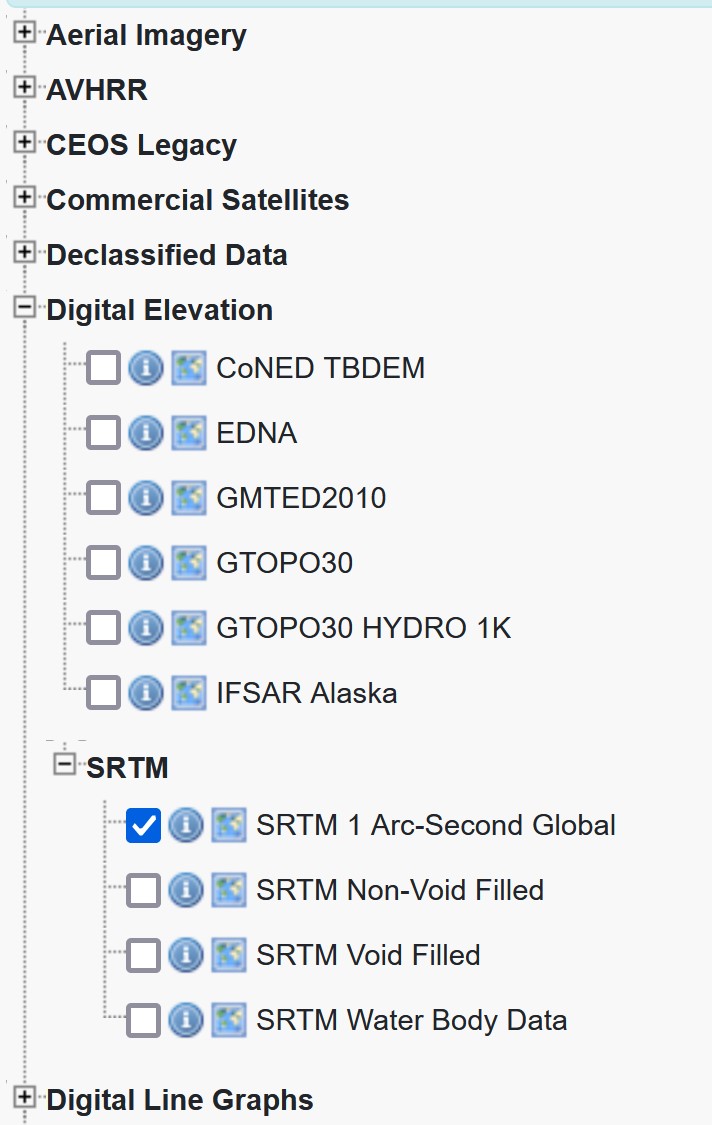 Aerial Imagery
AVHRR
CEOS Legacy
Commercial Satellites
Declassified Data
Digital Elevation
CoNED TBDEM
EDNA
GMTED2010
GTOPO30
GTOPO30 HYDRO 1K
IFSAR Alaska
SRTM
SRTM 1 Arc-Second Global
SRTM Non-Void Filled
SRTM Void Filled
SRTM Water Body Data
Digital Line Graphs